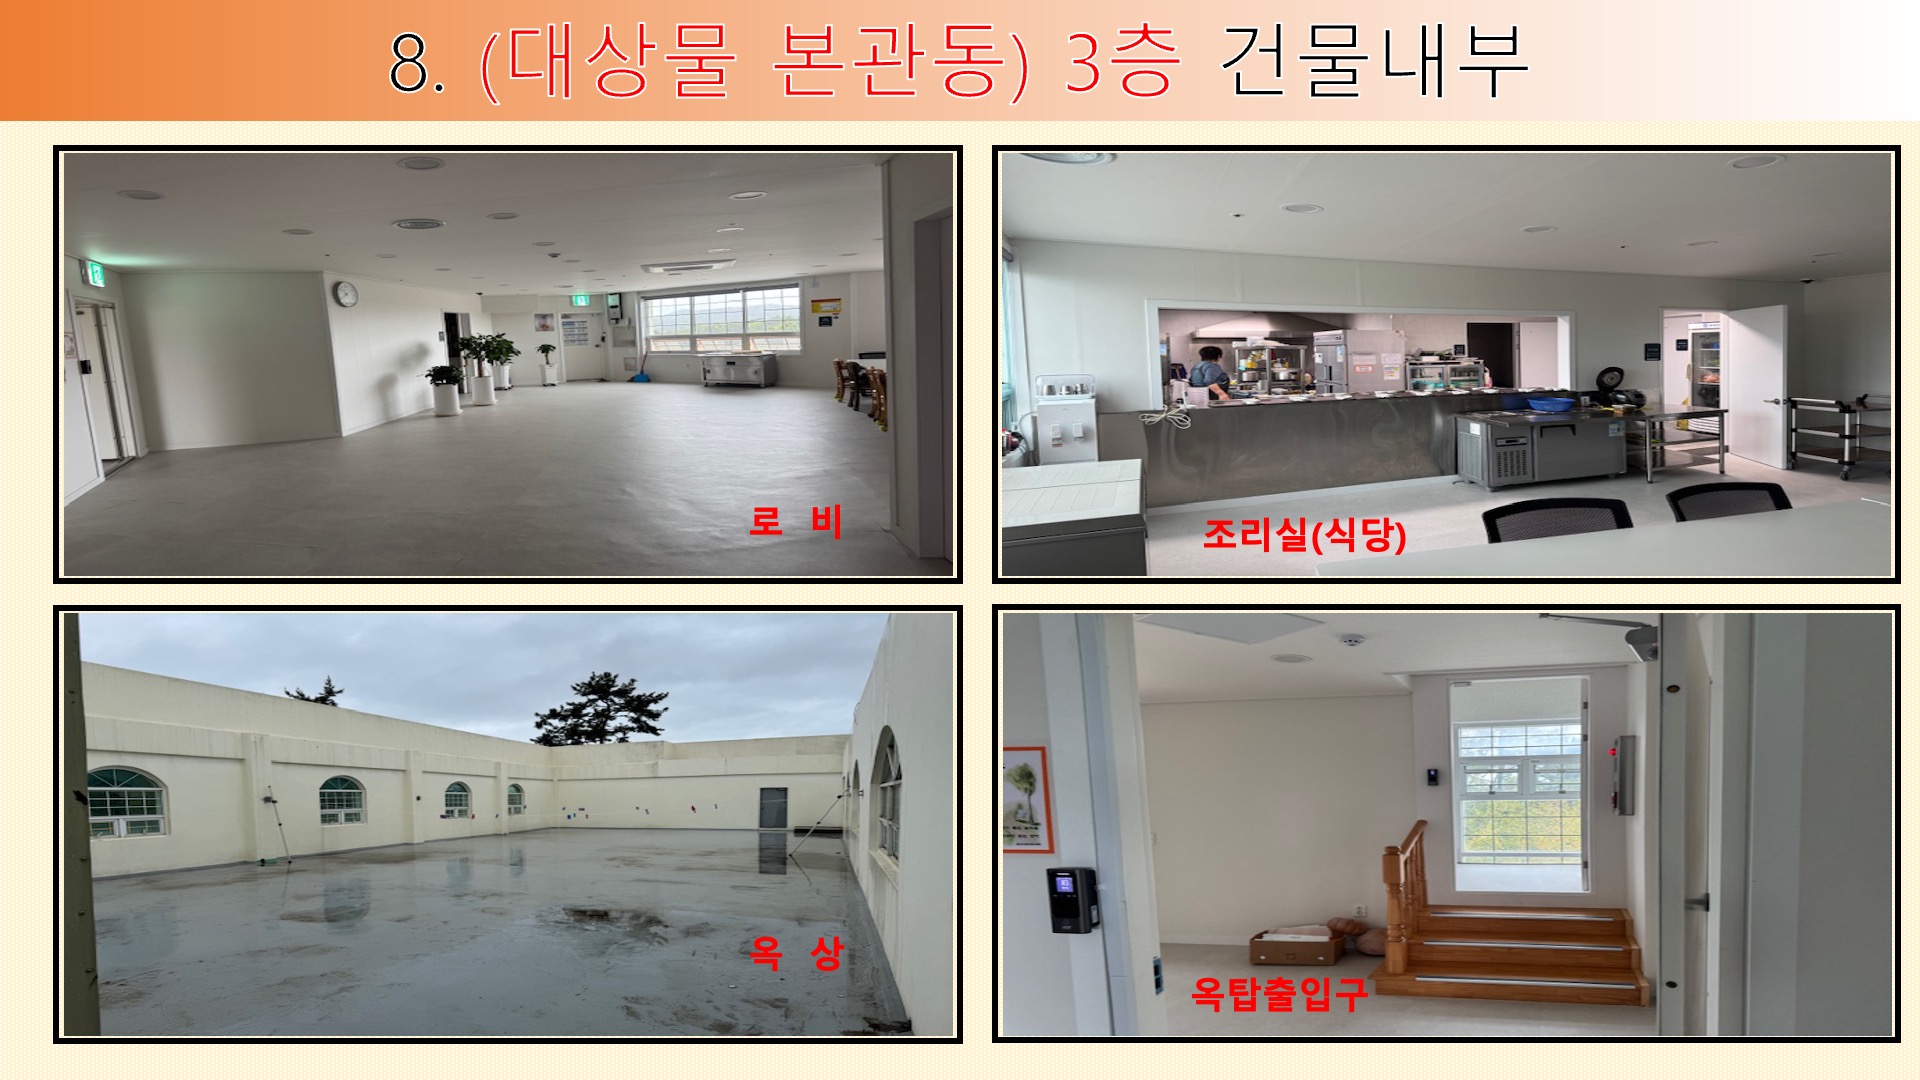 8. (대상물 본관동) 3층 건물내부
로 비
조리실(식당)
옥 상
옥탑출입구